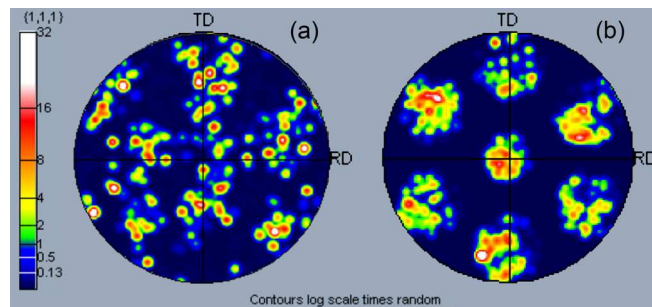 {1,1,1}
TD
(a)
TD
(b)
32
16
8
4
2
1
0.5
0.13
RD
RD
Contours log scale times random